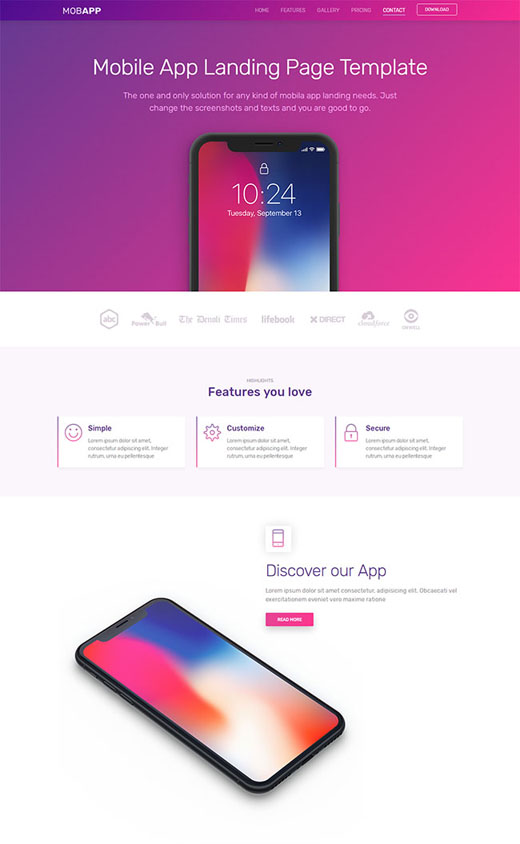 MOBAPP
HOME FEATURES GALLERY PRICING CONTACT DOWNLOAD
Mobile App Landing Page Template
The one and only solution for any kind of mobila app landing needs. Just
change the screenshots and texts and you are good to go.
10:24
Tuesday, September 13
abc
Power Bull
The Devoli Times
lifebook
DIRECT
cloudforce
HIGHLIGHTS
Features you love
Simple
Lorem ipsum dolor sit amet,
consectetur adipiscing elit. Integer
rutrum, urna eu pellentesque
Customize
Lorem ipsum dolor sit amet,
consectetur adipiscing elit. Integer
rutrum, urna eu pellentesque
Secure
Lorem ipsum dolor sit amet,
consectetur adipiscing elit. Integer
rutrum, urna eu pellentesque
Discover our App
Lorem ipsum dolor sit amet consectetur, adipisicing elit. Obcaecati vel
exercitationem eveniet vero maxime ratione
READ MORE